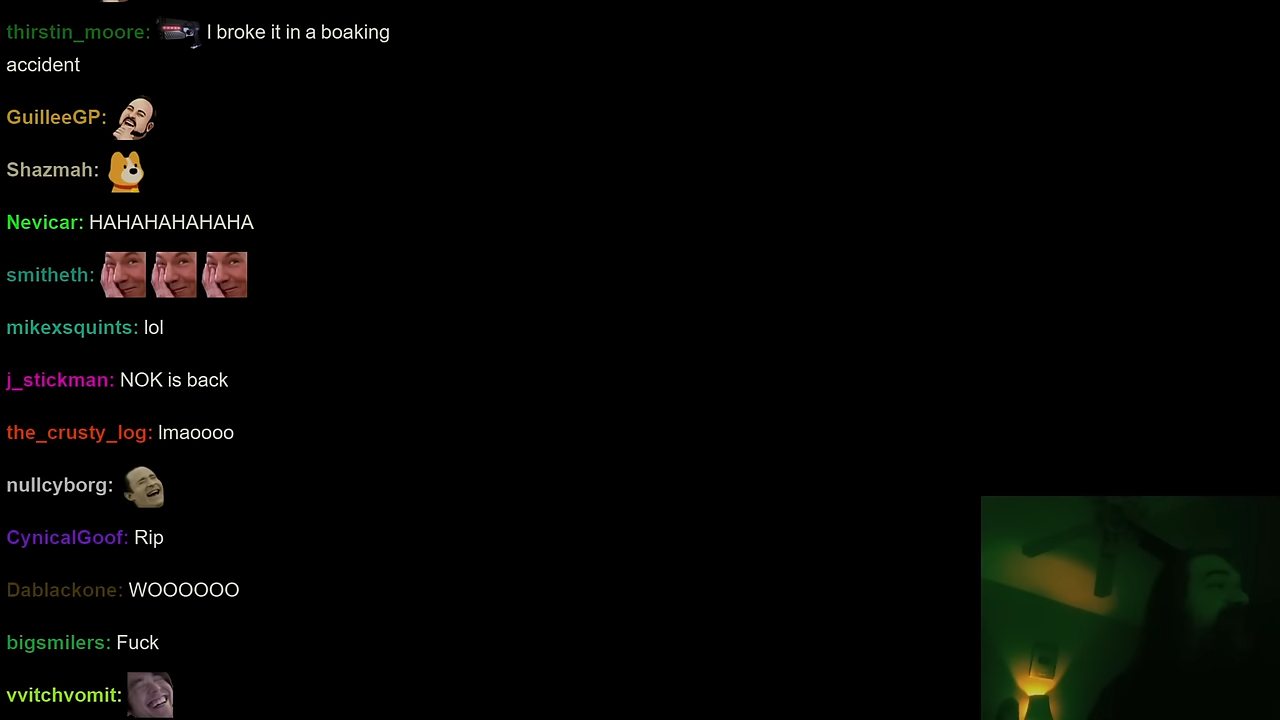 thirstin_moore: I broke it in a boaking
accident
GuilleeGP:
Shazmah:
Nevicar: HAHAHAHAHAHA
smitheth:
mikexsquints: lol
j_stickman: NOK is back
the_crusty_log: lmaoooo
nullcyborg:
CynicalGoof: Rip
Dablackone: WOOOOOO
bigsmilers: Fuck
vvitchvomit: